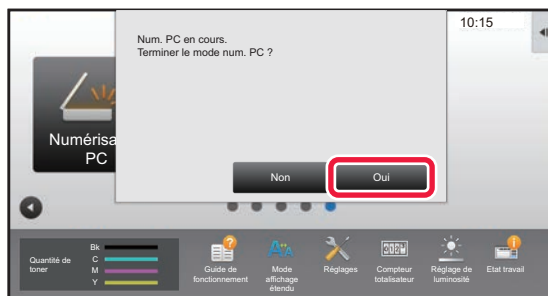 10:15
Num. PC en cours.
Terminer le mode num. PC ?
Numérisa
PC
Non
Oui
Quantité de
toner
Bk
C
M
Y
Guide de
fonctionnement
Mode
affichage
étendu
Réglages
Compteur
totalisateur
Réglage de
luminosité
Etat travail